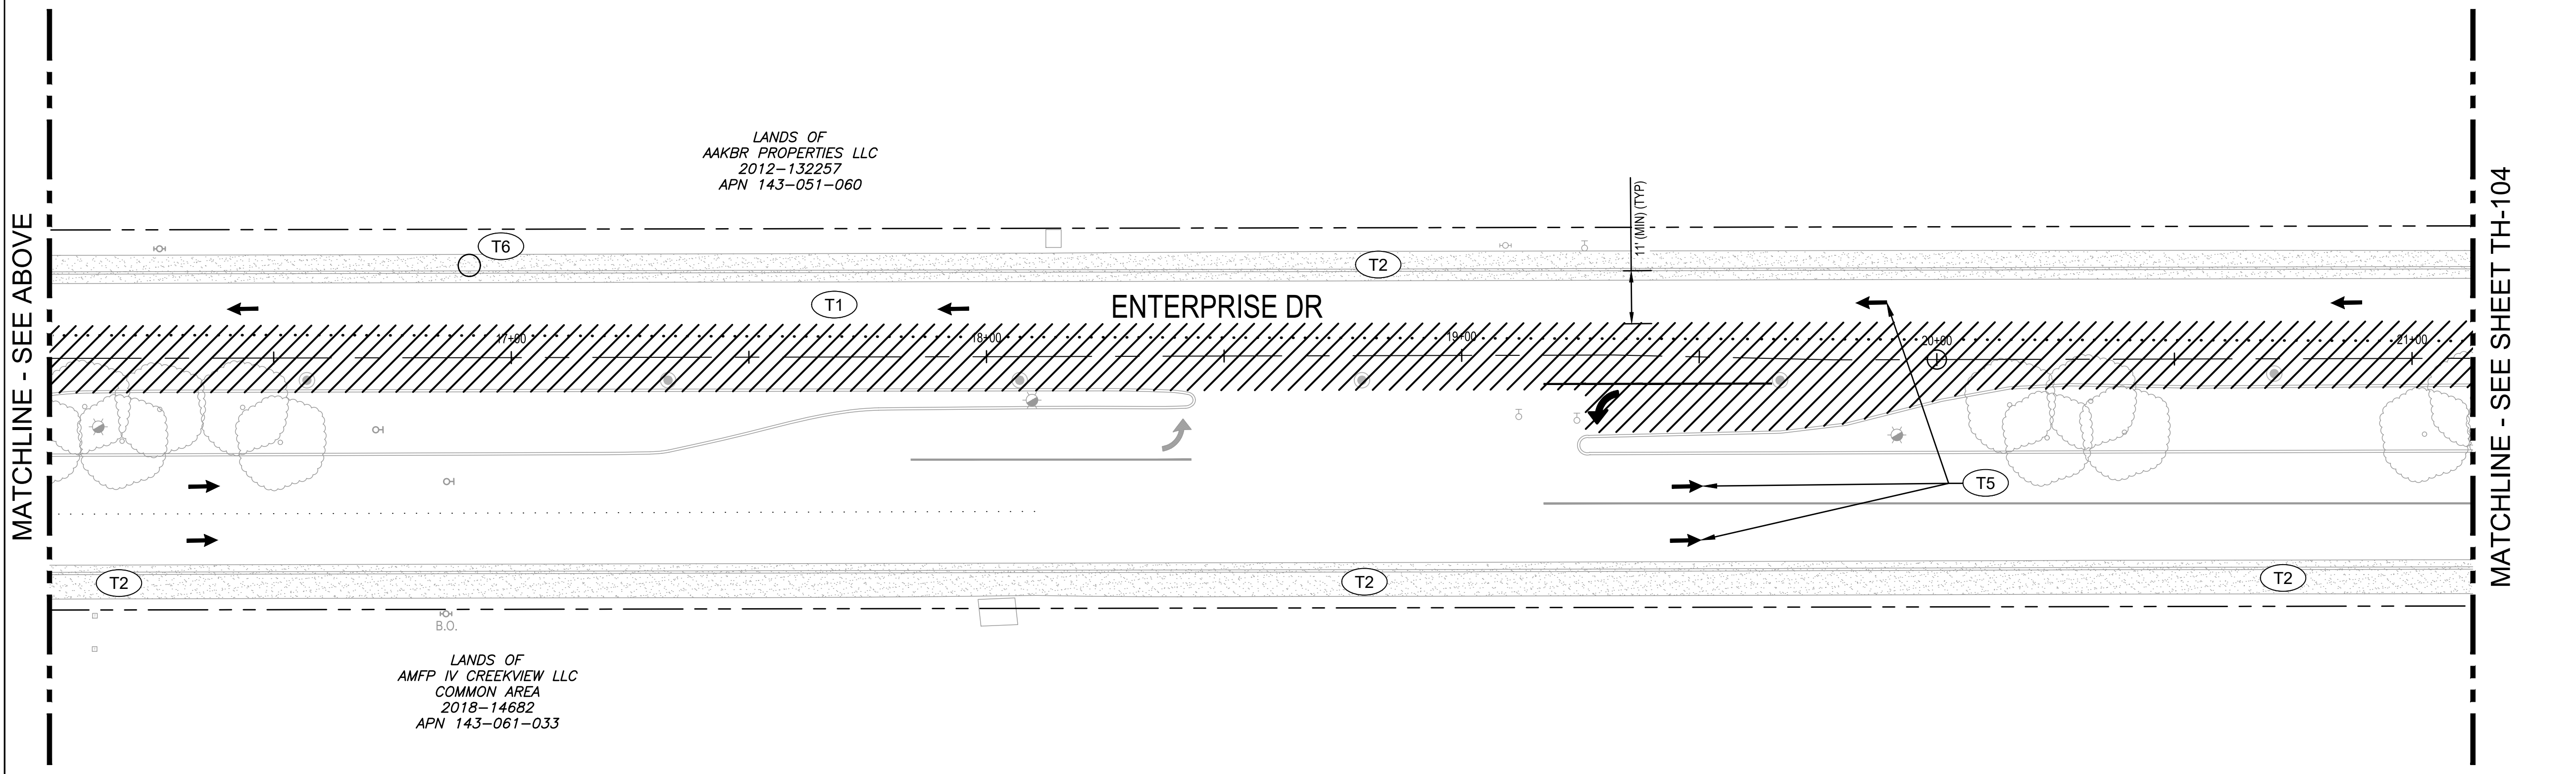 MATCHLINE - SEE ABOVE
LANDS OF
AAKBR PROPERTIES LLC
2012-132257
APN 143-051-060
11' (MIN) (TYP)
T6
T2
T1
ENTERPRISE DR
17+00
18+00
19+00
20+00
21+00
T5
T2
T2
T2
B.O.
LANDS OF
AMFP IV CREEKVIEW LLC
COMMON AREA
2018-14682
APN 143-061-033
MATCHLINE - SEE SHEET TH-104